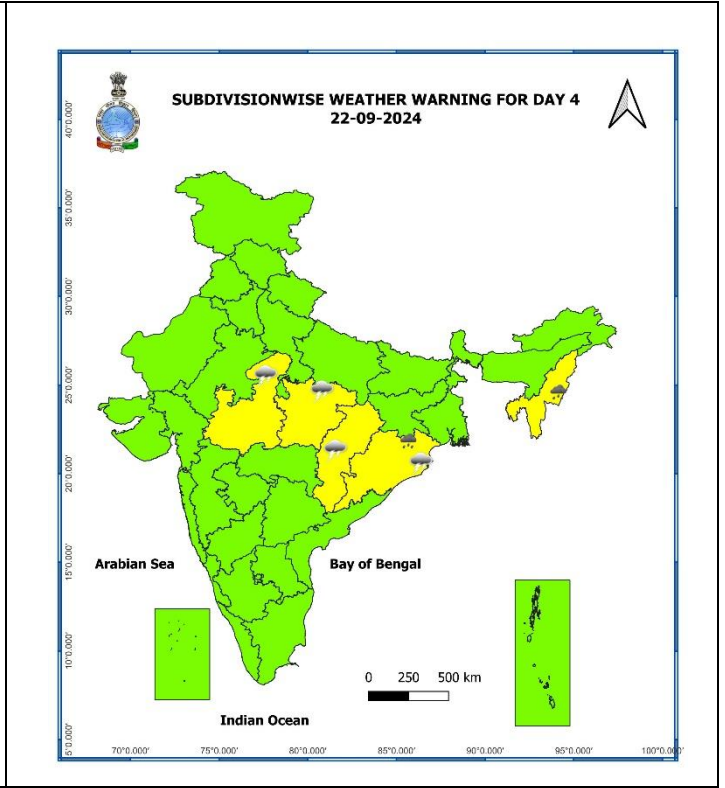 SUBDIVISIONWISE WEATHER WARNING FOR DAY 4
22-09-2024
40°0.000'
35°0.000'
30°0.000'
25°0.000'
20°0.000'
15°0.000'
10°0.000'
5°0.000'
Arabian Sea
Bay of Bengal
0 250 500 km
Indian Ocean
70°0.000' 75°0.000' 80°0.000' 85°0.000' 90°0.000' 95°0.000' 100°0.000'